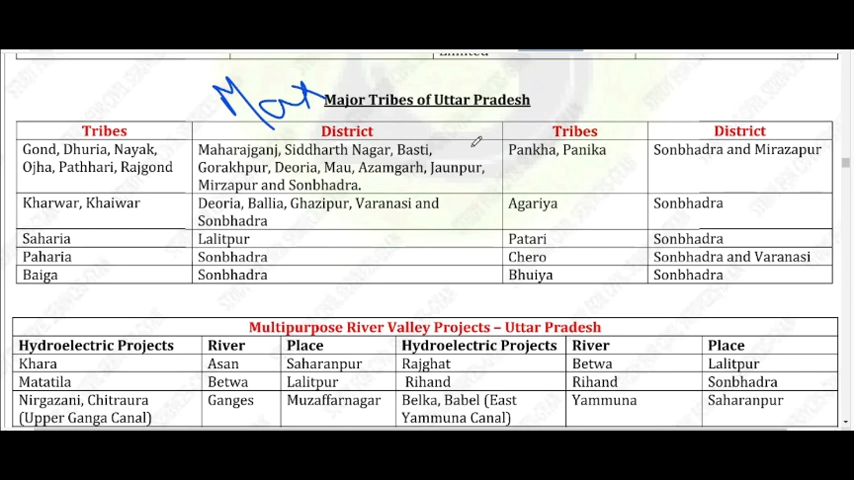 Limited
Mat
Major Tribes of Uttar Pradesh
Tribes District Tribes District
Gond, Dhuria, Nayak, Maharajganj, Siddharth Nagar, Basti, Pankha, Panika Sonbhadra and Mirazapur
Ojha, Pathhari, Rajgond Gorakhpur, Deoria, Mau, Azamgarh, Jaunpur,
Mirzapur and Sonbhadra.
Kharwar, Khaiwar Deoria, Ballia, Ghazipur, Varanasi and Agariya Sonbhadra
Sonbhadra
Saharia Lalitpur Patari Sonbhadra
Paharia Sonbhadra Chero Sonbhadra and Varanasi
Baiga Sonbhadra Bhuiya Sonbhadra
Multipurpose River Valley Projects – Uttar Pradesh
Hydroelectric Projects River Place Hydroelectric Projects River Place
Khara Asan Saharanpur Rajghat Betwa Lalitpur
Matatila Betwa Lalitpur Rihand Rihand Sonbhadra
Nirgazani, Chitraura Ganges Muzaffarnagar Belka, Babel (East Yammuna Saharanpur
(Upper Ganga Canal) Yammuna Canal)